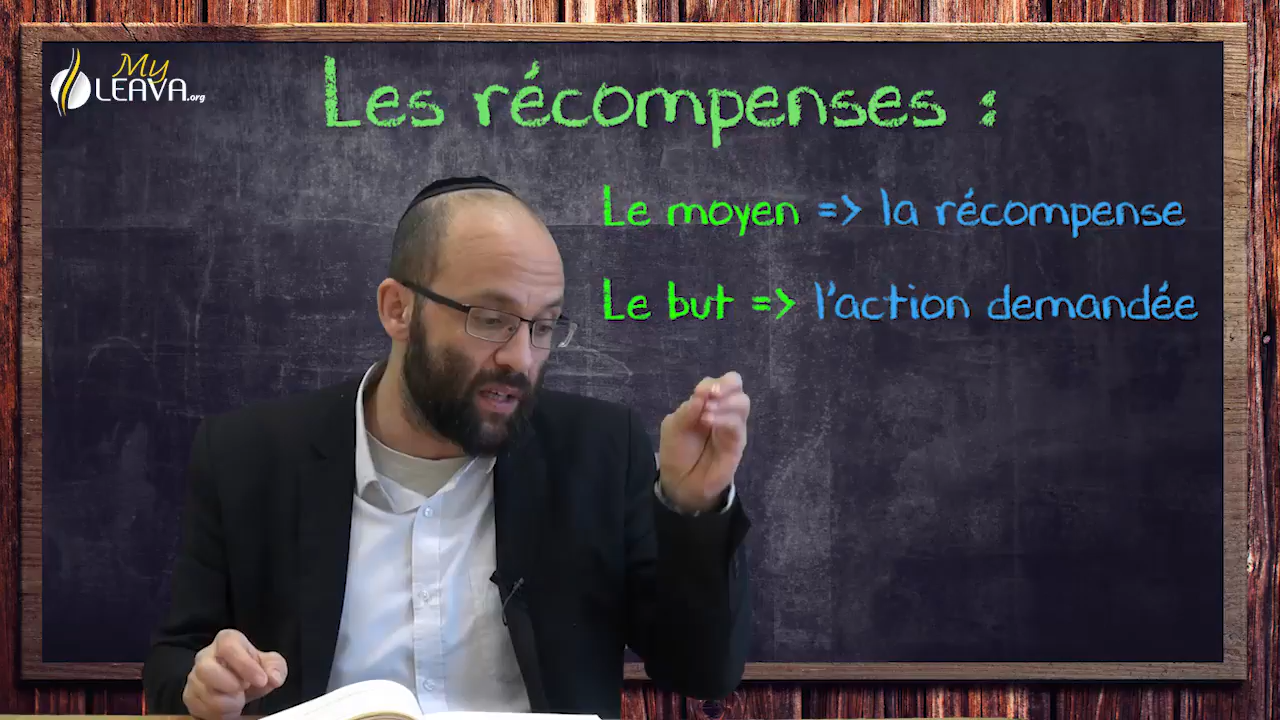 My
LEAVA.org
Les récompenses :
Le moyen => la récompense
Le but => l'action demandée